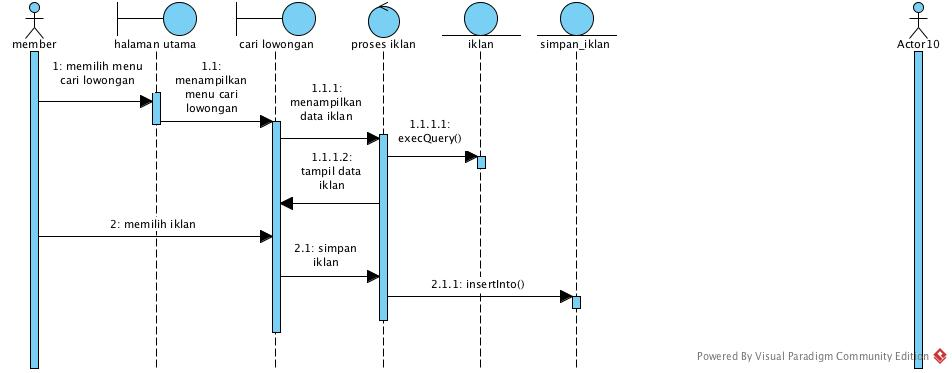 member
halaman utama
cari lowongan
proses iklan
iklan
simpan_iklan
Actor10
1: memilih menu
cari lowongan
1.1:
menampilkan
menu cari
lowongan
1.1.1:
menampilkan
data iklan
1.1.1.1:
execQuery()
1.1.1.2:
tampil data
iklan
2: memilih iklan
2.1: simpan
iklan
2.1.1: insertInto()
Powered By Visual Paradigm Community Edition